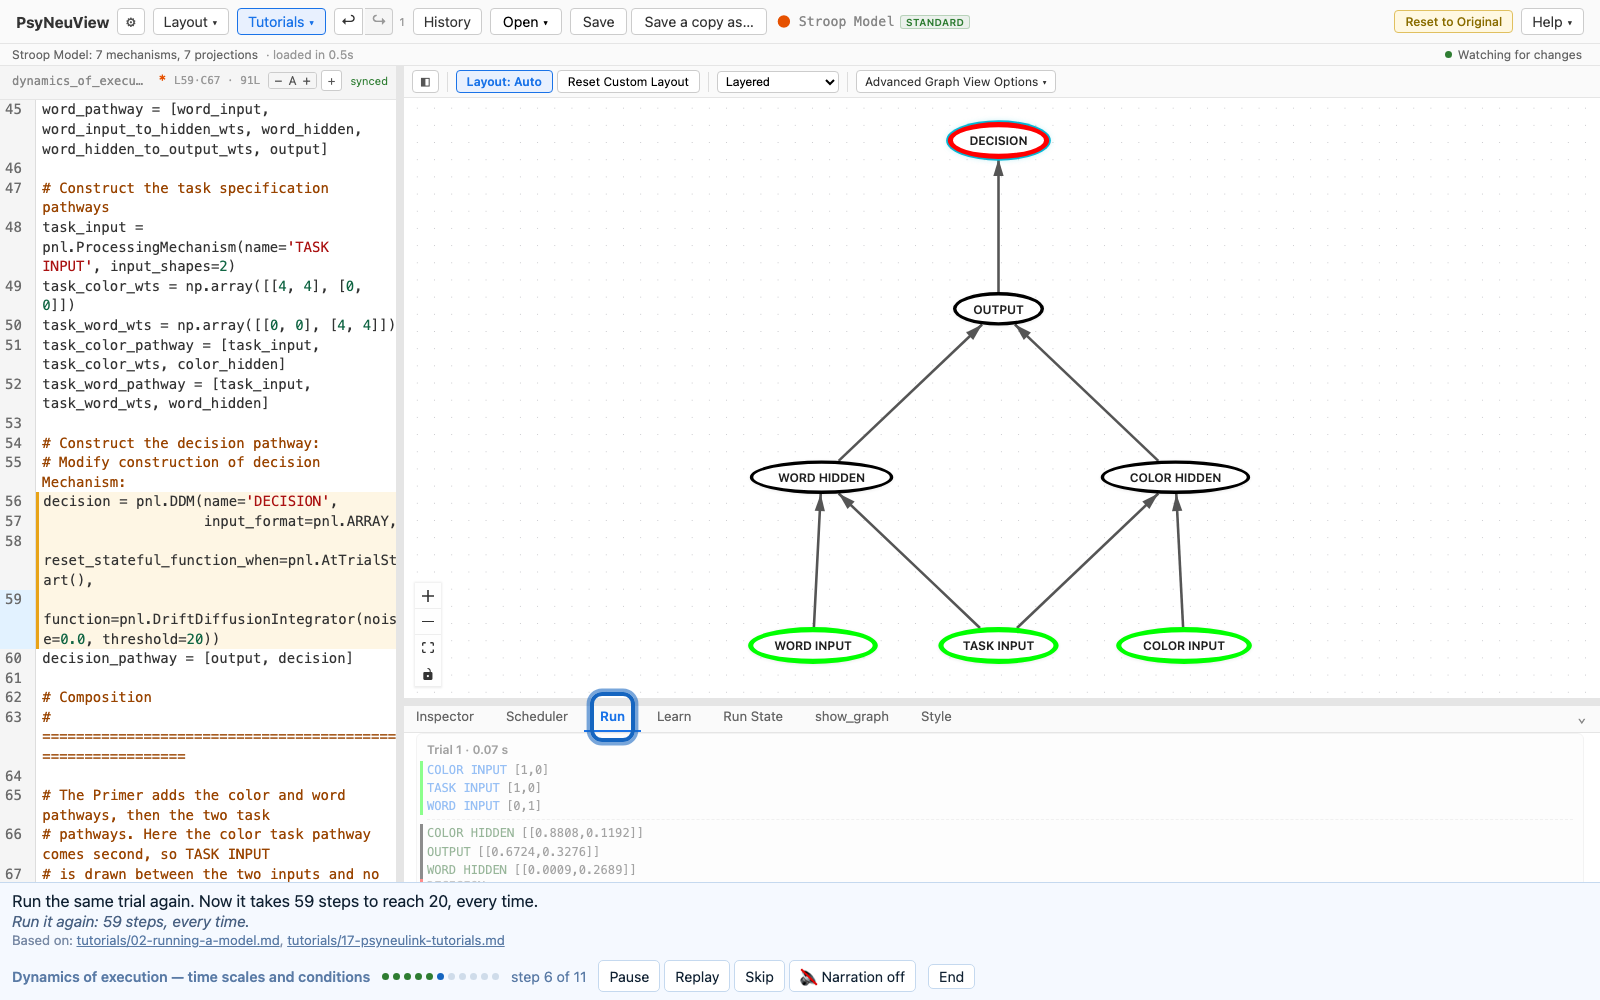 PsyNeuView ⚙ Layout ▾ Tutorials ▾ ↩ ↪ 1 History Open ▾ Save Save a copy as... Stroop Model STANDARD Reset to Original Help ▾
Stroop Model: 7 mechanisms, 7 projections · loaded in 0.5s Watching for changes
dynamics_of_execu… * L59·C67 · 91L − A + + synced
Layout: Auto Reset Custom Layout Layered Advanced Graph View Options ▾
45 word_pathway = [word_input,
word_input_to_hidden_wts, word_hidden,
word_hidden_to_output_wts, output]
46
47 # Construct the task specification
pathways
48 task_input =
pnl.ProcessingMechanism(name='TASK
INPUT', input_shapes=2)
49 task_color_wts = np.array([[4, 4], [0,
0]])
50 task_word_wts = np.array([[0, 0], [4, 4]])
51 task_color_pathway = [task_input,
task_color_wts, color_hidden]
52 task_word_pathway = [task_input,
task_word_wts, word_hidden]
53
54 # Construct the decision pathway:
55 # Modify construction of decision
Mechanism:
56 decision = pnl.DDM(name='DECISION',
57 input_format=pnl.ARRAY,
58
reset_stateful_function_when=pnl.AtTrialSt
art(),
59
function=pnl.DriftDiffusionIntegrator(nois
e=0.0, threshold=20))
60 decision_pathway = [output, decision]
61
62 # Composition
63 #
==========================================
=================
64
65 # The Primer adds the color and word
pathways, then the two task
66 # pathways. Here the color task pathway
comes second, so TASK INPUT
67 # is drawn between the two inputs and no
DECISION
OUTPUT
WORD HIDDEN
COLOR HIDDEN
WORD INPUT
TASK INPUT
COLOR INPUT
Inspector Scheduler Run Learn Run State show_graph Style
Trial 1 · 0.07 s
COLOR INPUT [1,0]
TASK INPUT [1,0]
WORD INPUT [0,1]
COLOR HIDDEN [[0.8808,0.1192]]
OUTPUT [[0.6724,0.3276]]
WORD HIDDEN [[0.0009,0.2689]]
Run the same trial again. Now it takes 59 steps to reach 20, every time.
Run it again: 59 steps, every time.
Based on: tutorials/02-running-a-model.md, tutorials/17-psyneulink-tutorials.md
Dynamics of execution — time scales and conditions step 6 of 11 Pause Replay Skip Narration off End